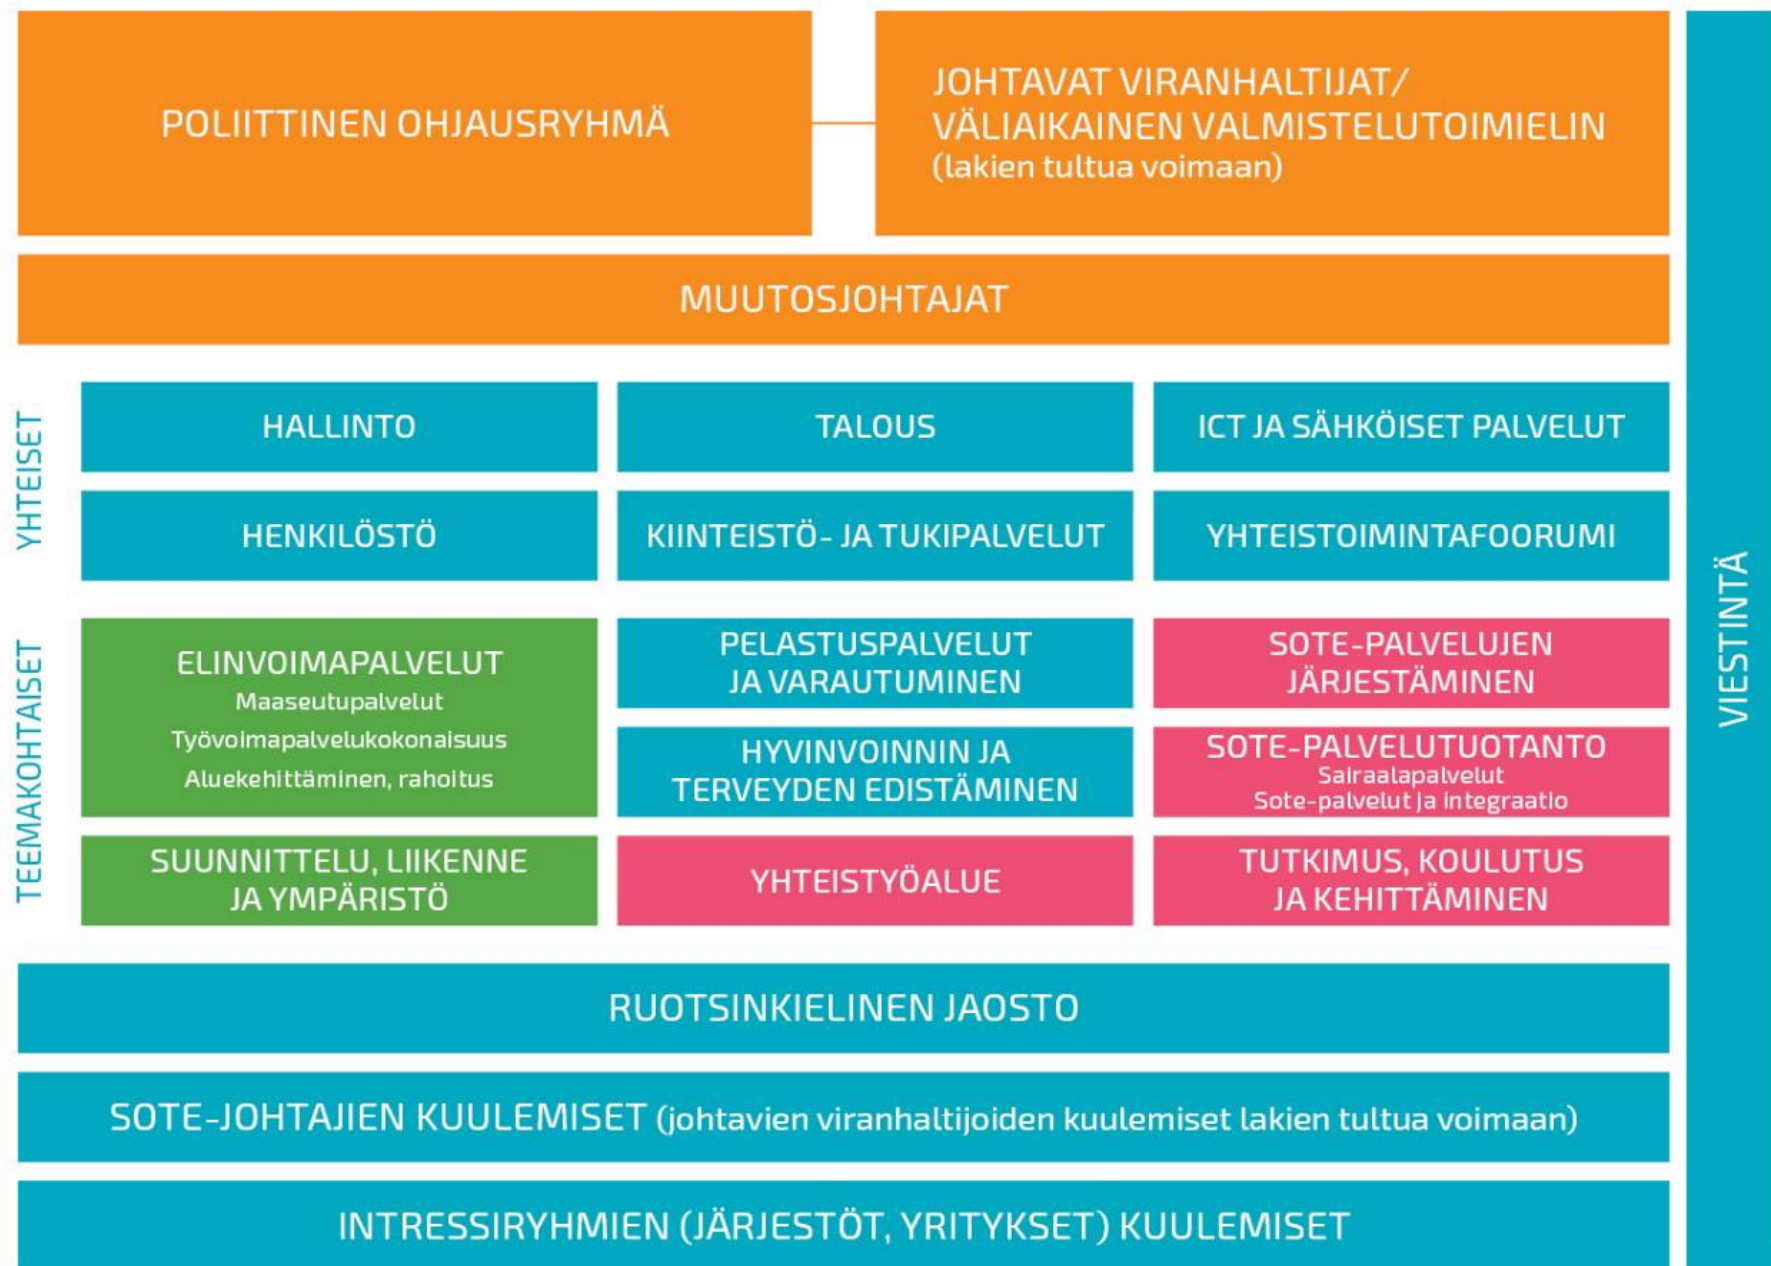 POLIITTINEN OHJAUSRYHMÄ
JOHTAVAT VIRANHALTIJAT/
VÄLIAIKAINEN VALMISTELUTOIMIELIN
(lakien tultua voimaan)
MUUTOSJOHTAJAT
YHTEISET
HALLINTO
TALOUS
ICT JA SÄHKÖISET PALVELUT
HENKILÖSTÖ
KIINTEISTÖ- JA TUKIPALVELUT
YHTEISTOIMINTAFOORUMI
TEEMAKOHTAISET
ELINVOIMAPALVELUT
Maaseutupalvelut
Työvoimapalvelukokonaisuus
Aluekehittäminen, rahoitus
PELASTUSPALVELUT
JA VARAUTUMINEN
SOTE-PALVELUJEN
JÄRJESTÄMINEN
HYVINVOINNIN JA
TERVEYDEN EDISTÄMINEN
SOTE-PALVELUTUOTANTO
Sairaalapalvelut
Sote-palvelut ja integraatio
SUUNNITTELU, LIIKENNE
JA YMPÄRISTÖ
YHTEISTYÖALUE
TUTKIMUS, KOULUTUS
JA KEHITTÄMINEN
RUOTSINKIELINEN JAOSTO
SOTE-JOHTAJIEN KUULEMISET (johtavien viranhaltijoiden kuulemiset lakien tultua voimaan)
INTRESSIRYHMIEN (JÄRJESTÖT, YRITYKSET) KUULEMISET
VIESTINTÄ